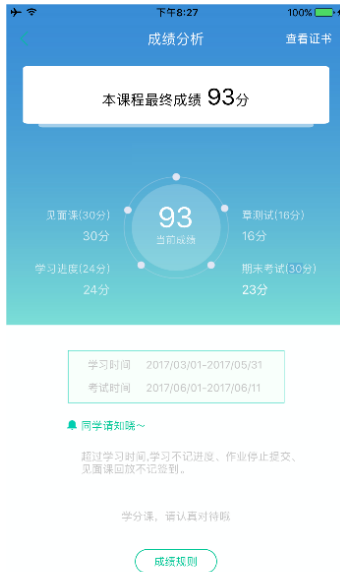 下午8:27
100%
成绩分析
查看证书
本课程最终成绩 93分
93
当前成绩
见面课(30分)
30分
章测试(16分)
16分
学习进度(24分)
24分
期末考试(30分)
23分
学习时间 2017/03/01-2017/05/31
考试时间 2017/06/01-2017/06/11
同学请知晓~
超过学习时间,学习不记进度、作业停止提交、
见面课回放不记签到。
学分课，请认真对待哦
成绩规则